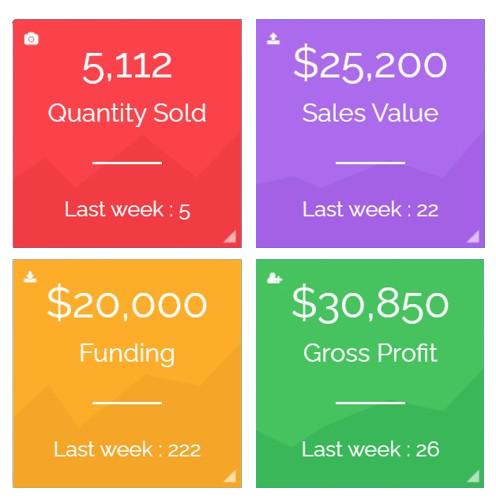 5,112
Quantity Sold
Last week : 5
$25,200
Sales Value
Last week : 22
$20,000
Funding
Last week : 222
$30,850
Gross Profit
Last week : 26